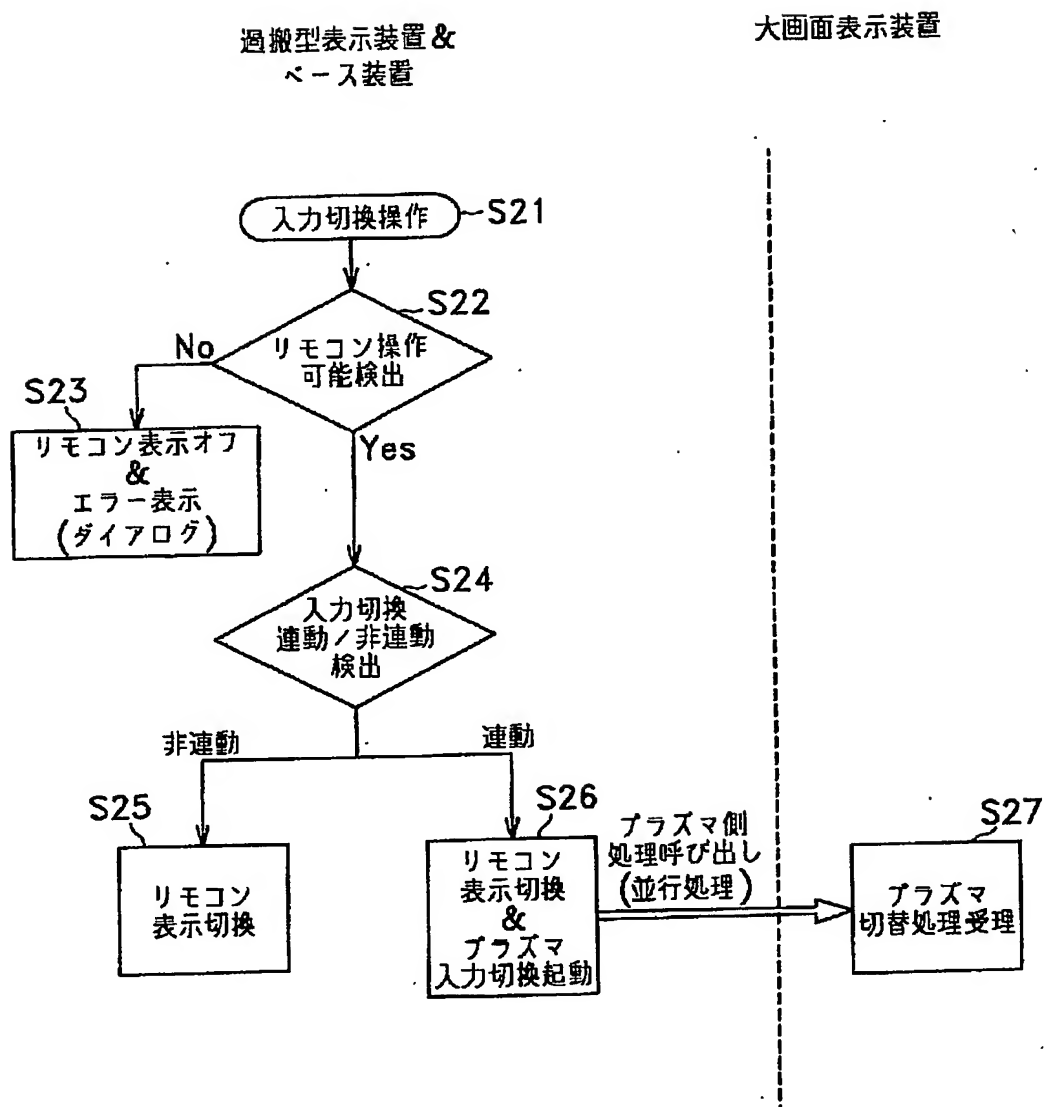 過搬型表示装置&
ベース装置
大画面表示装置
入力切換操作
S21
S22
リモコン操作
可能検出
No
Yes
S23
リモコン表示オフ
&
エラー表示
(ダイアログ)
S24
入力切換
連動/非連動
検出
非連動
連動
S25
リモコン
表示切換
S26
リモコン
表示切換
&
プラズマ
入力切換起動
プラズマ側
処理呼び出し
(並行処理)
S27
プラズマ
切替処理受理